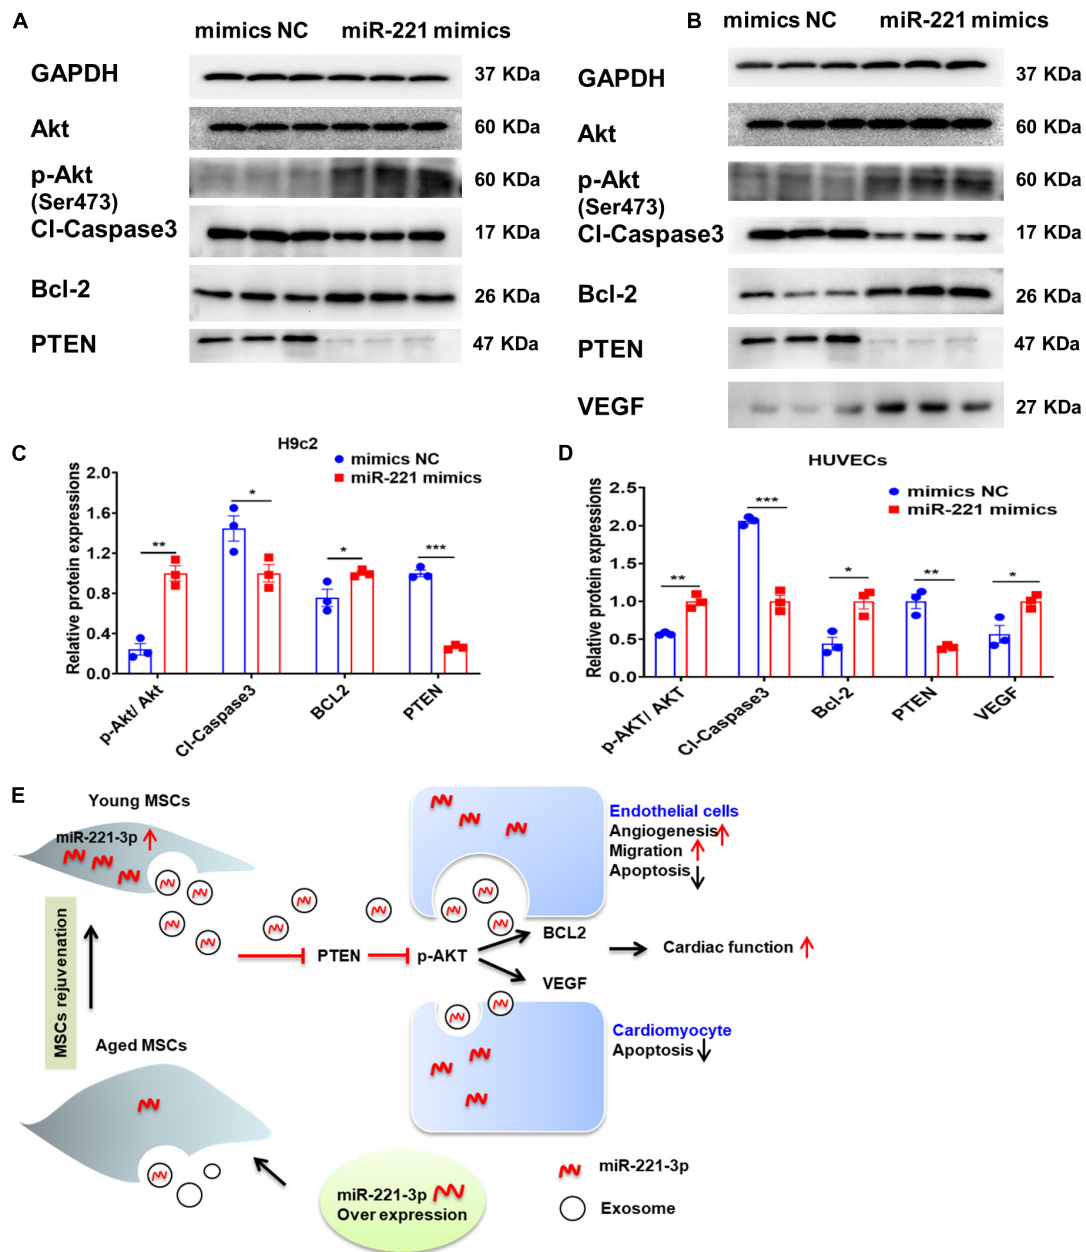 A
mimics NC miR-221 mimics
GAPDH 37 KDa
Akt 60 KDa
p-Akt 60 KDa
(Ser473)
Cl-Caspase3 17 KDa
Bcl-2 26 KDa
PTEN 47 KDa
B
mimics NC miR-221 mimics
GAPDH 37 KDa
Akt 60 KDa
p-Akt 60 KDa
(Ser473)
Cl-Caspase3 17 KDa
Bcl-2 26 KDa
PTEN 47 KDa
VEGF 27 KDa
C
H9c2
mimics NC
miR-221 mimics
Relative protein expressions
2.0
1.6
1.2
0.8
0.4
0.0
** * * ***
p-Akt/ Akt
Cl-Caspase3
BCL2
PTEN
D
HUVECs
mimics NC
miR-221 mimics
Relative protein expressions
2.5
2.0
1.5
1.0
0.5
0.0
** *** * ** *
p-AKT/ AKT
Cl-Caspase3
Bcl-2
PTEN
VEGF
E
Young MSCs
miR-221-3p
MSCs rejuvenation
Aged MSCs
miR-221-3p
Over expression
PTEN
p-AKT
BCL2
VEGF
Cardiac function
Endothelial cells
Angiogenesis
Migration
Apoptosis
Cardiomyocyte
Apoptosis
miR-221-3p
Exosome